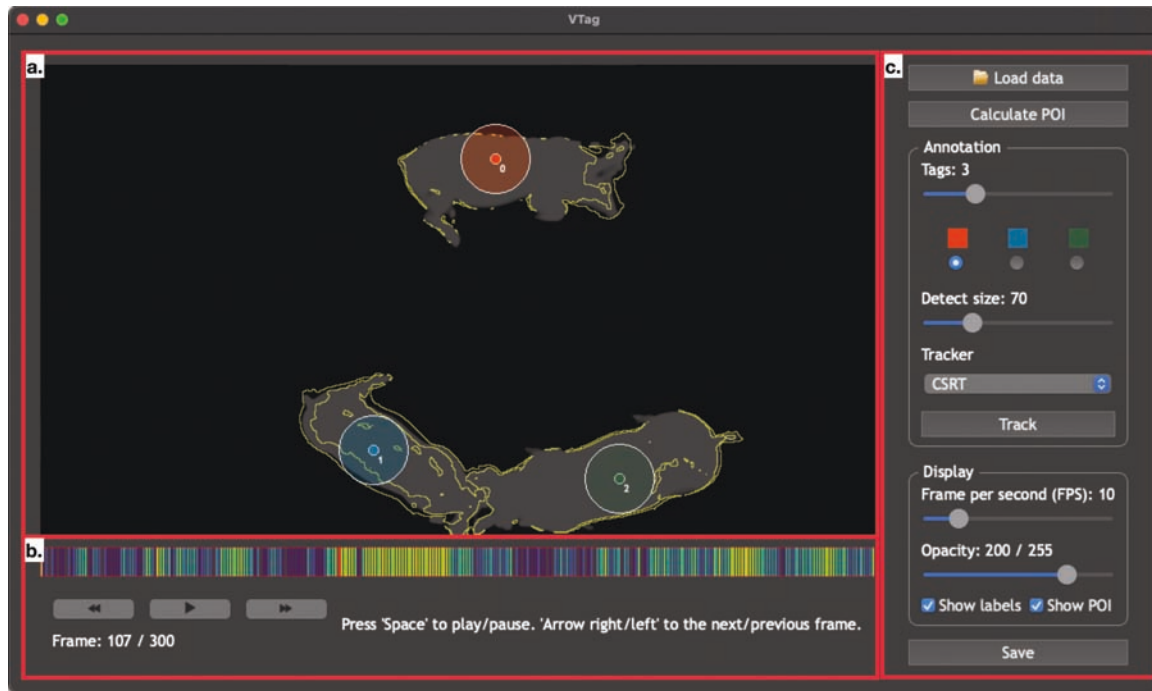 VTag
a.
0
1
2
b.
Frame: 107 / 300
Press 'Space' to play/pause. 'Arrow right/left' to the next/previous frame.
c.
Load data
Calculate POI
Annotation
Tags: 3
Detect size: 70
Tracker
CSRT
Track
Display
Frame per second (FPS): 10
Opacity: 200 / 255
Show labels Show POI
Save